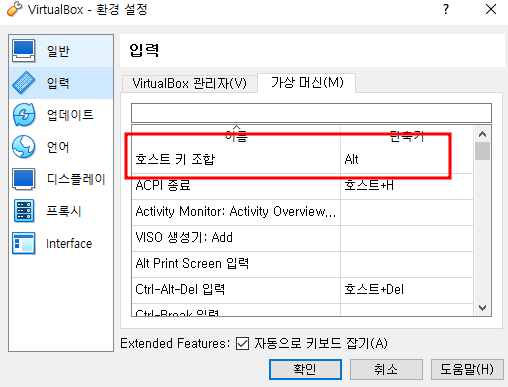 VirtualBox - 환경 설정
일반
입력
업데이트
언어
디스플레이
프록시
Interface
입력
VirtualBox 관리자(V) 가상 머신(M)
이름 단축키
호스트 키 조합 Alt
ACPI 종료 호스트+H
Activity Monitor: Activity Overview...
VISO 생성기: Add
Alt Print Screen 입력
Ctrl-Alt-Del 입력 호스트+Del
Ctrl-Break 입력
Extended Features: 자동으로 키보드 잡기(A)
확인 취소 도움말(H)